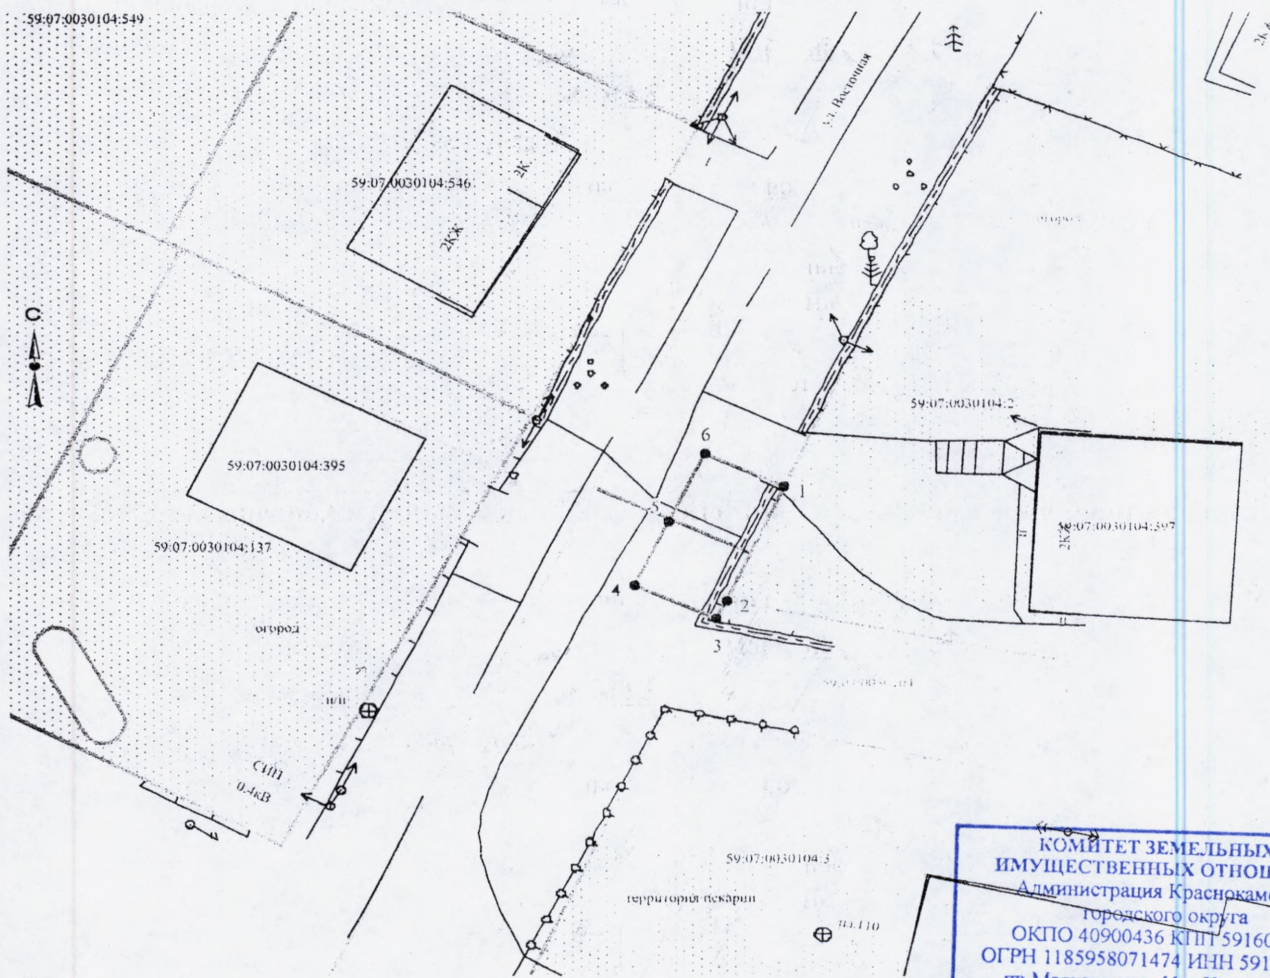 59:07:0030104:549
ул. Восточная
2К
59:07:0030104:546
2К
2КЖ
огород
С
59:07:0030104:2
59:07:0030104:395
6
1
5
59:07:0030104:397
2КЖ
п
59:07:0030104:137
4
2
огород
3
п
н/п
СИП
0,4кВ
59:07:0030104:3
территория пекарни
КОМИТЕТ ЗЕМЕЛЬНЫХ
ИМУЩЕСТВЕННЫХ ОТНОШ
Администрация Краснокам
городского округа
ОКПО 40900436 КПП 59160
ОГРН 1185958071474 ИНН 591